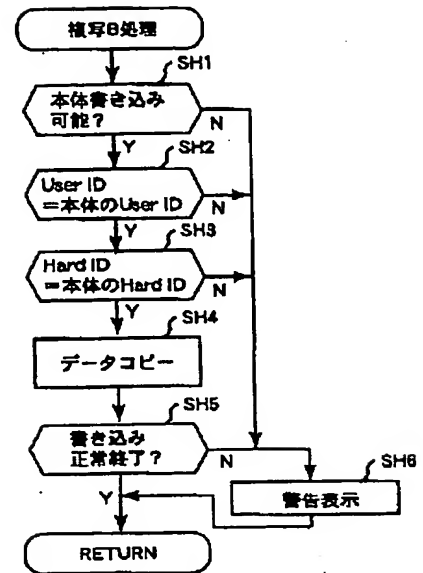 複写B処理
SH1
本体書き込み
可能?
N
Y
SH2
User ID
=本体のUser ID
N
Y
SH3
Hard ID
=本体のHard ID
N
Y
SH4
データコピー
SH5
書き込み
正常終了?
N
Y
SH6
警告表示
RETURN